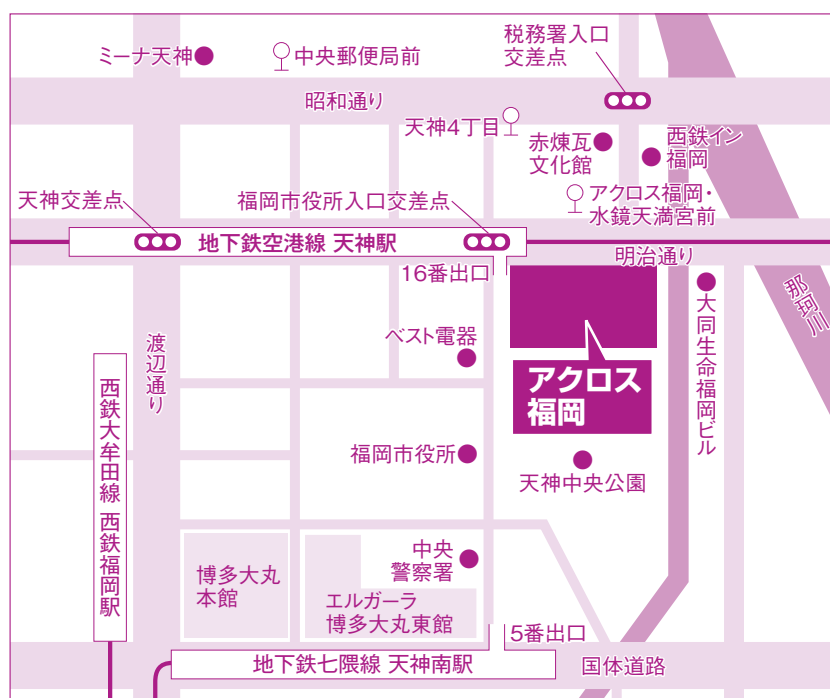 税務署入口
交差点
ミーナ天神
中央郵便局前
昭和通り
天神4丁目
赤煉瓦
文化館
西鉄イン
福岡
天神交差点
福岡市役所入口交差点
アクロス福岡・
水鏡天満宮前
地下鉄空港線 天神駅
明治通り
16番出口
那珂川
渡辺通り
ベスト電器
大同生命福岡ビル
アクロス
福岡
西鉄大牟田線 西鉄福岡駅
福岡市役所
天神中央公園
中央
警察署
博多大丸
本館
エルガーラ
博多大丸東館
5番出口
地下鉄七隈線 天神南駅
国体道路